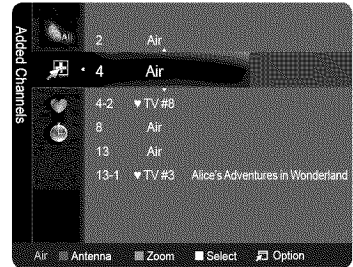 Added Channels
All
2 Air
4 Air
4-2 ♥ TV #8
8 Air
13 Air
13-1 ♥ TV #3 Alice's Adventures in Wonderland
Air Antenna Zoom Select Option